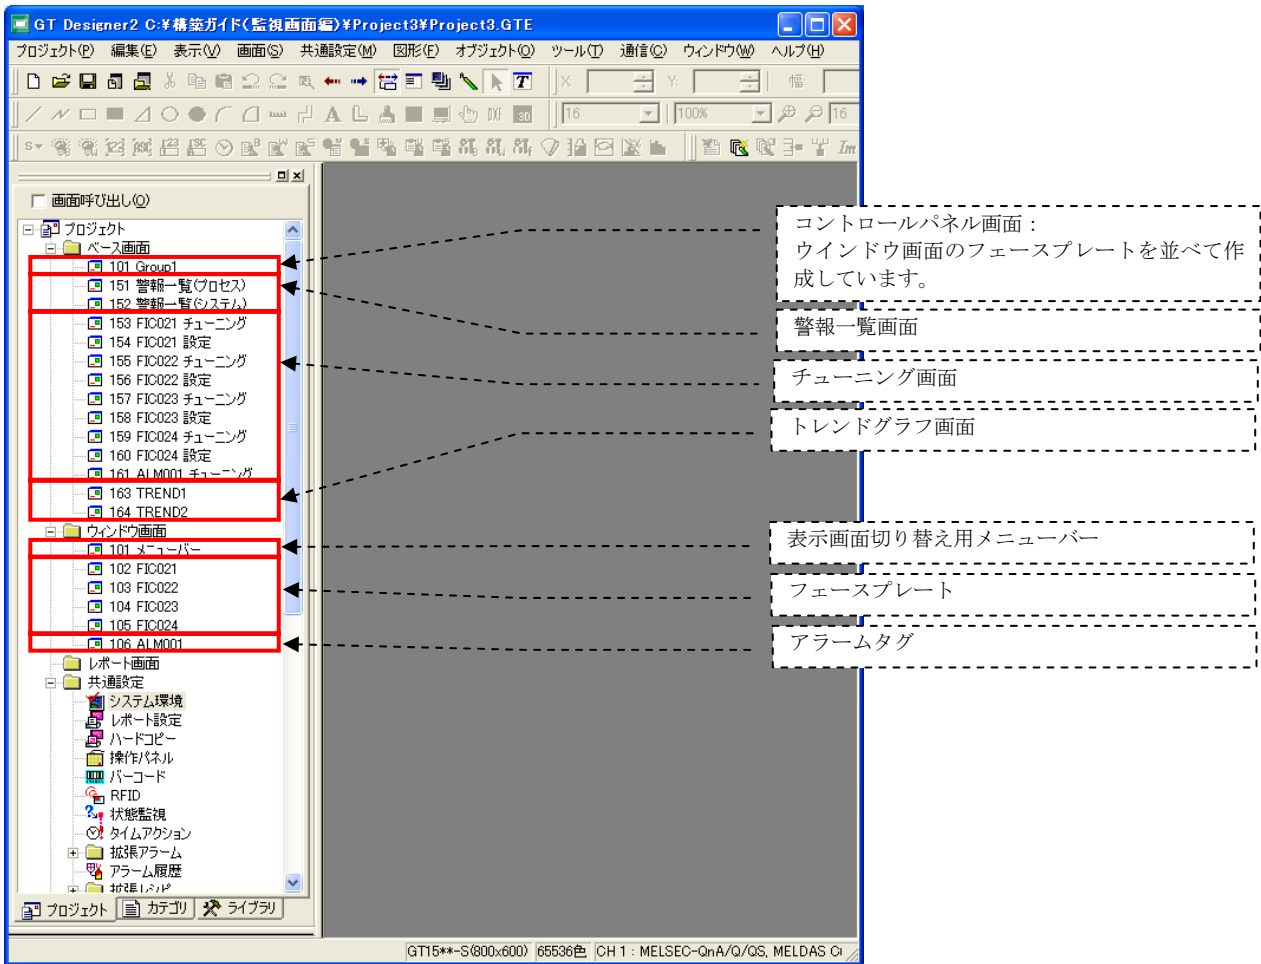 GT Designer2 C:¥構築ガイド(監視画面編)¥Project3¥Project3.GTE
プロジェクト(P) 編集(E) 表示(V) 画面(S) 共通設定(M) 図形(F) オブジェクト(O) ツール(T) 通信(C) ウィンドウ(W) ヘルプ(H)
X: Y: 幅:
16 100% 16
画面呼び出し(O)
プロジェクト
ベース画面
101 Group1
151 警報一覧(プロセス)
152 警報一覧(システム)
153 FIC021 チューニング
154 FIC021 設定
155 FIC022 チューニング
156 FIC022 設定
157 FIC023 チューニング
158 FIC023 設定
159 FIC024 チューニング
160 FIC024 設定
161 ALM001 チューニング
163 TREND1
164 TREND2
ウィンドウ画面
101 メニューバー
102 FIC021
103 FIC022
104 FIC023
105 FIC024
106 ALM001
レポート画面
共通設定
システム環境
レポート設定
ハードコピー
操作パネル
バーコード
RFID
状態監視
タイムアクション
拡張アラーム
アラーム履歴
拡張レシピ
プロジェクト カテゴリ ライブラリ
GT15**-S(800x600) 65536色 CH 1 : MELSEC-QnA/Q/QS, MELDAS C
コントロールパネル画面：
ウインドウ画面のフェースプレートを並べて作
成しています。
警報一覧画面
チューニング画面
トレンドグラフ画面
表示画面切り替え用メニューバー
フェースプレート
アラームタグ